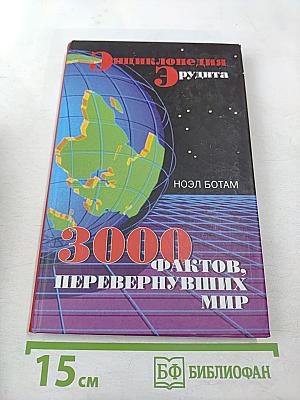 Энциклопедия
Эрудита
НОЭЛ БОТАМ
3000
ФАКТОВ,
ПЕРЕВЕРНУВШИХ
МИР
15 см
БФ БИБЛИОФАН